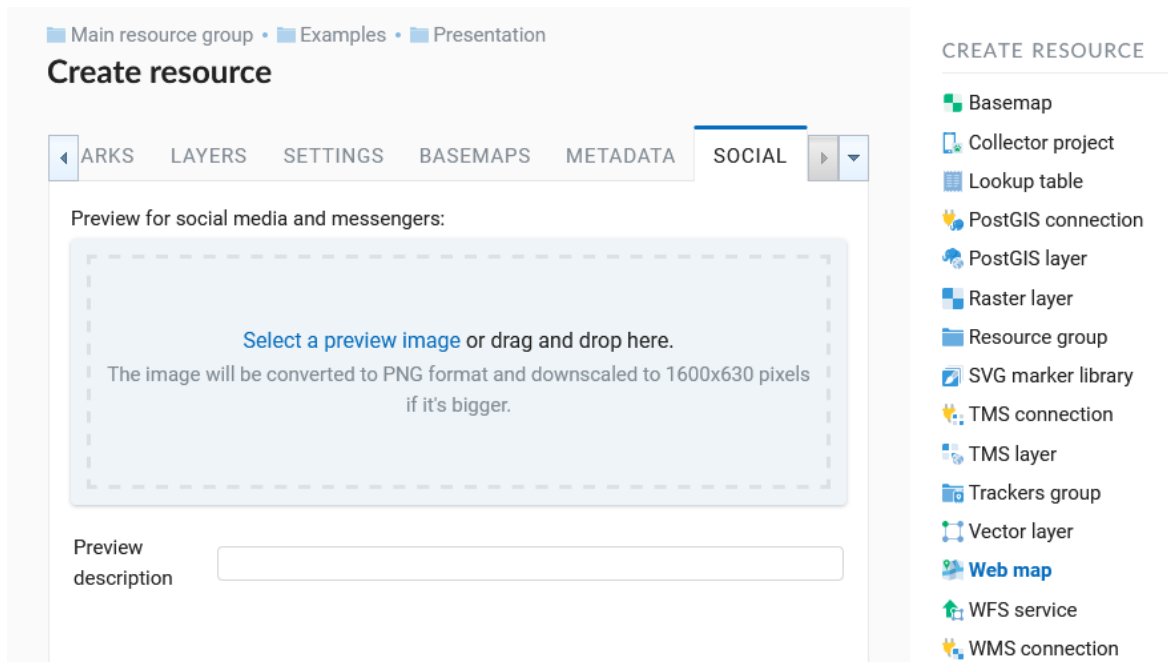 Main resource group • Examples • Presentation
Create resource
ARKS LAYERS SETTINGS BASEMAPS METADATA SOCIAL
Preview for social media and messengers:
Select a preview image or drag and drop here.
The image will be converted to PNG format and downscaled to 1600x630 pixels
if it's bigger.
Preview
description
CREATE RESOURCE
Basemap
Collector project
Lookup table
PostGIS connection
PostGIS layer
Raster layer
Resource group
SVG marker library
TMS connection
TMS layer
Trackers group
Vector layer
Web map
WFS service
WMS connection